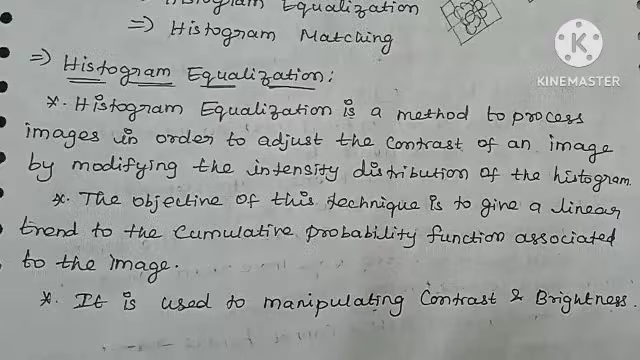 Histogram Equalization
⇒ Histogram Matching
K
KINEMASTER
⇒ Histogram Equalization:
*. Histogram Equalization is a method to process
images in order to adjust the contrast of an image
by modifying the intensity distribution of the histogram
*. The objective of this technique is to give a linear
trend to the cumulative probability function associated
to the image.
*. It is used to manipulating Contrast & Brightness.